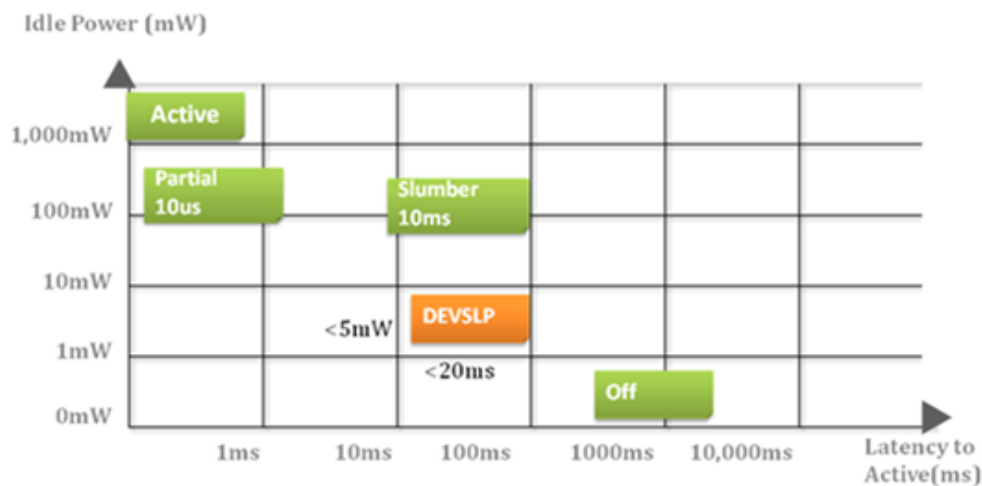 Idle Power (mW)
Active
1,000mW
Partial
10us
Slumber
10ms
100mW
10mW
DEVSLP
<5mW
1mW
<20ms
Off
0mW
1ms
10ms
100ms
1000ms
10,000ms
Latency to
Active(ms)